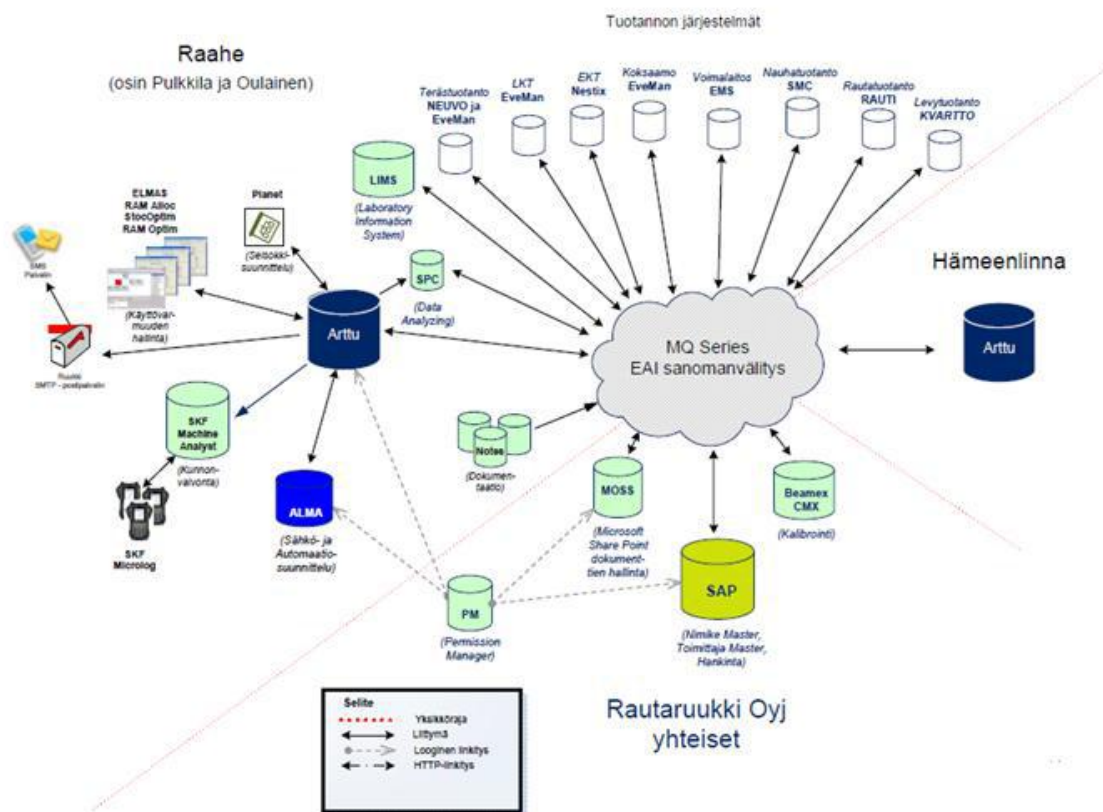 Tuotannon järjestelmät
Raahe
(osin Pulkkila ja Oulainen)
Terästuotanto
NEUVO ja
EveMan
LKT
EveMan
EKT
Nestix
Koksaamo
EveMan
Voimalaitos
EMS
Nauhatuotanto
SMC
Rautatuotanto
RAUTI
Levytuotanto
KVARTTO
LIMS
(Laboratory
Information
System)
ELMAS
RAM Alloc
StocOptim
RAM Optim
(Käyttövar-
muuden
hallinta)
Planet
(Seisokki-
suunnittelu)
SMS
Palvelin
SPC
(Data
Analyzing)
Arttu
Ruukki
SMTP - postipalvelin
MQ Series
EAI sanomanvälitys
Hämeenlinna
Arttu
SKF
Machine
Analyst
(Kunnon-
valvonta)
SKF
Microlog
ALMA
(Sähkö- ja
Automaatio-
suunnittelu)
Notes
(Dokumen-
taatio)
MOSS
(Microsoft
Share Point
dokument-
tien hallinta)
Beamex
CMX
(Kalibrointi)
SAP
(Nimike Master,
Toimittaja Master,
Hankinta)
PM
(Permission
Manager)
Selite
Yksikköraja
Liittymä
Looginen linkitys
HTTP-linkitys
Rautaruukki Oyj
yhteiset